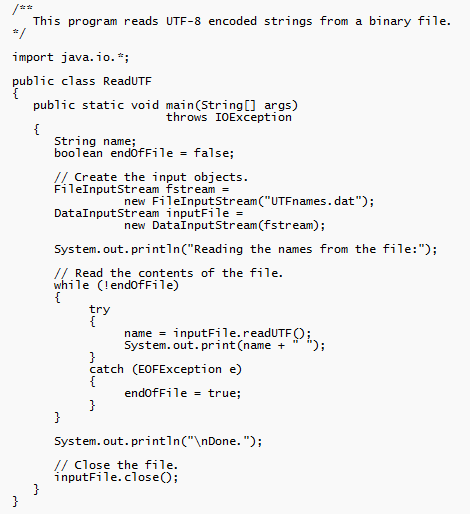 /**
   This program reads UTF-8 encoded strings from a binary file.
*/
import java.io.*;
public class ReadUTF
{
   public static void main(String[] args)
                      throws IOException
   {
      String name;
      boolean endOfFile = false;
      // Create the input objects.
      FileInputStream fstream =
                new FileInputStream("UTFnames.dat");
      DataInputStream inputFile =
                new DataInputStream(fstream);
      System.out.println("Reading the names from the file:");
      // Read the contents of the file.
      while (!endOfFile)
      {
           try
           {
                name = inputFile.readUTF();
                System.out.print(name + " ");
           }
           catch (EOFException e)
           {
                endOfFile = true;
           }
      }
      System.out.println("\nDone.");
      // Close the file.
      inputFile.close();
   }
}